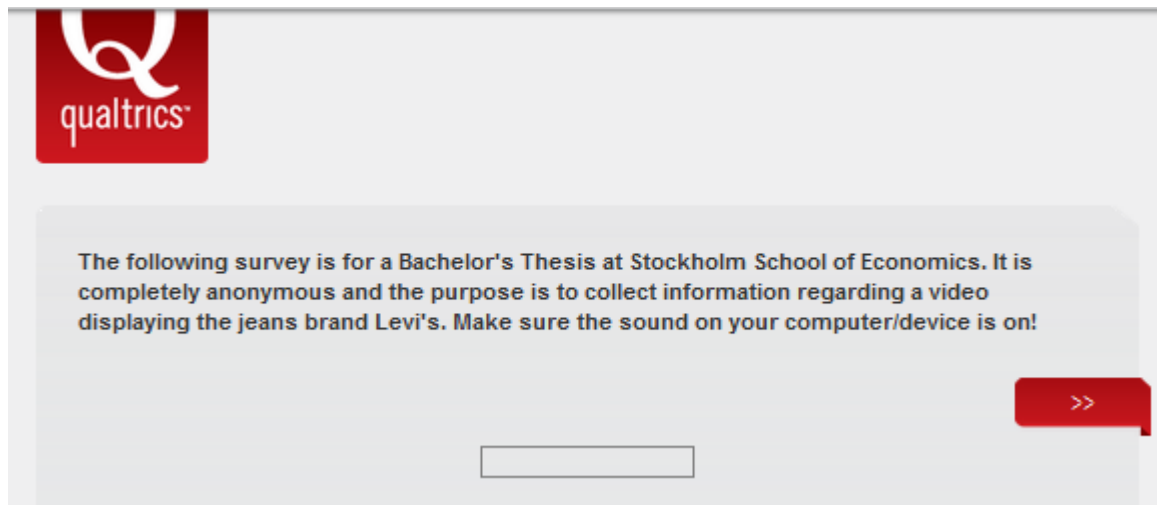 Q
qualtrics™
The following survey is for a Bachelor's Thesis at Stockholm School of Economics. It is
completely anonymous and the purpose is to collect information regarding a video
displaying the jeans brand Levi's. Make sure the sound on your computer/device is on!
>>